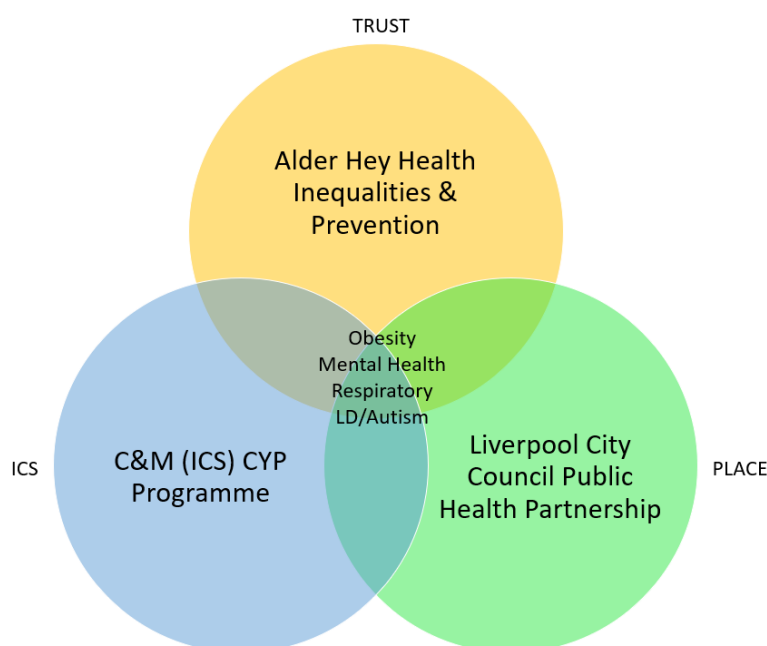 TRUST
Alder Hey Health
Inequalities &
Prevention
Obesity
Mental Health
Respiratory
LD/Autism
ICS
C&M (ICS) CYP
Programme
Liverpool City
Council Public
Health Partnership
PLACE